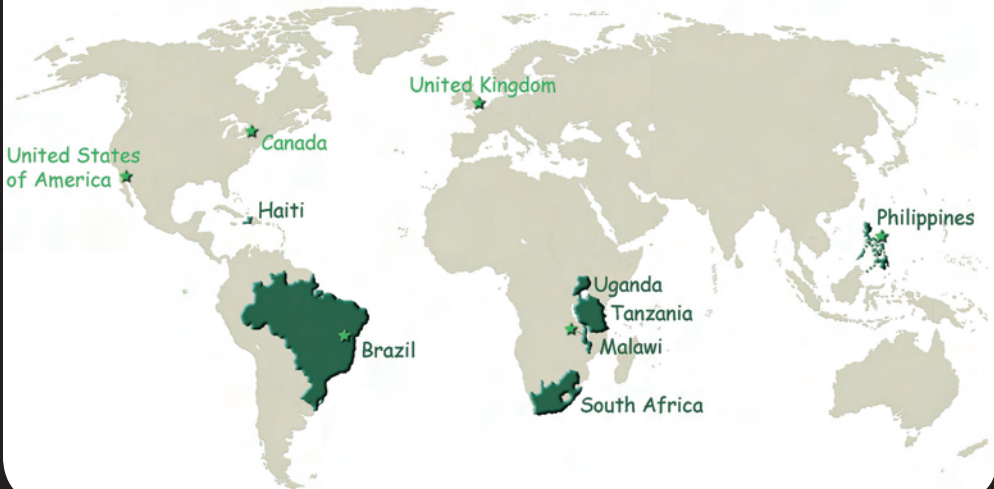 United Kingdom
Canada
United States
of America
Haiti
Philippines
Uganda
Tanzania
Malawi
Brazil
South Africa